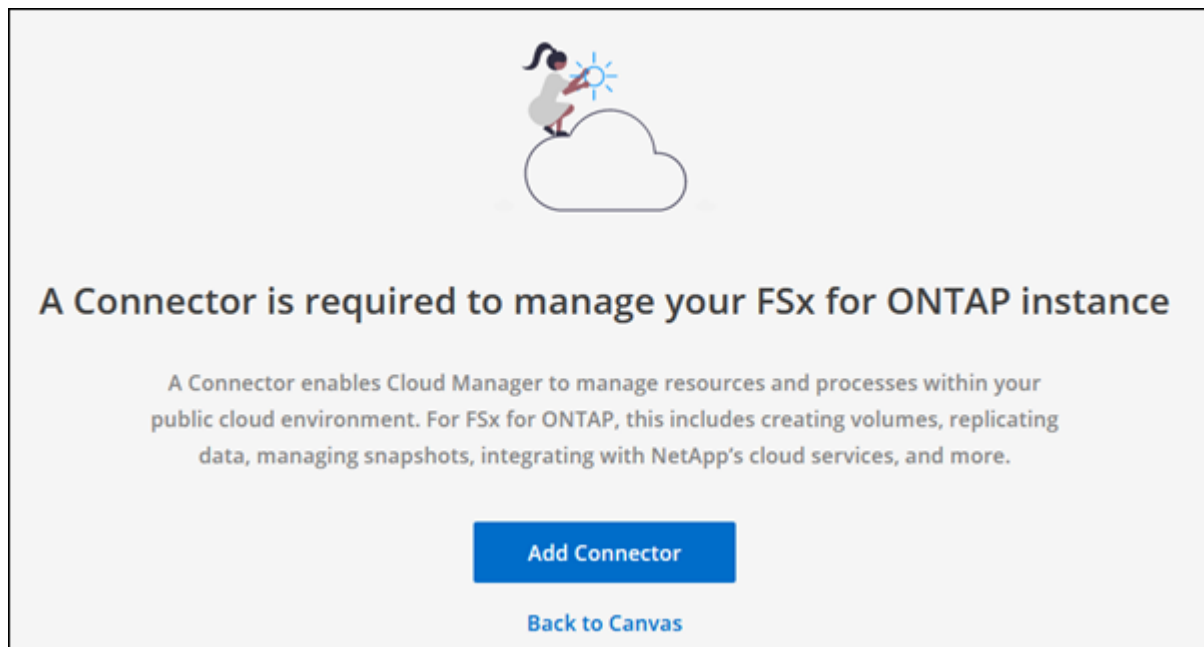 A Connector is required to manage your FSx for ONTAP instance
A Connector enables Cloud Manager to manage resources and processes within your
public cloud environment. For FSx for ONTAP, this includes creating volumes, replicating
data, managing snapshots, integrating with NetApp's cloud services, and more.
Add Connector
Back to Canvas